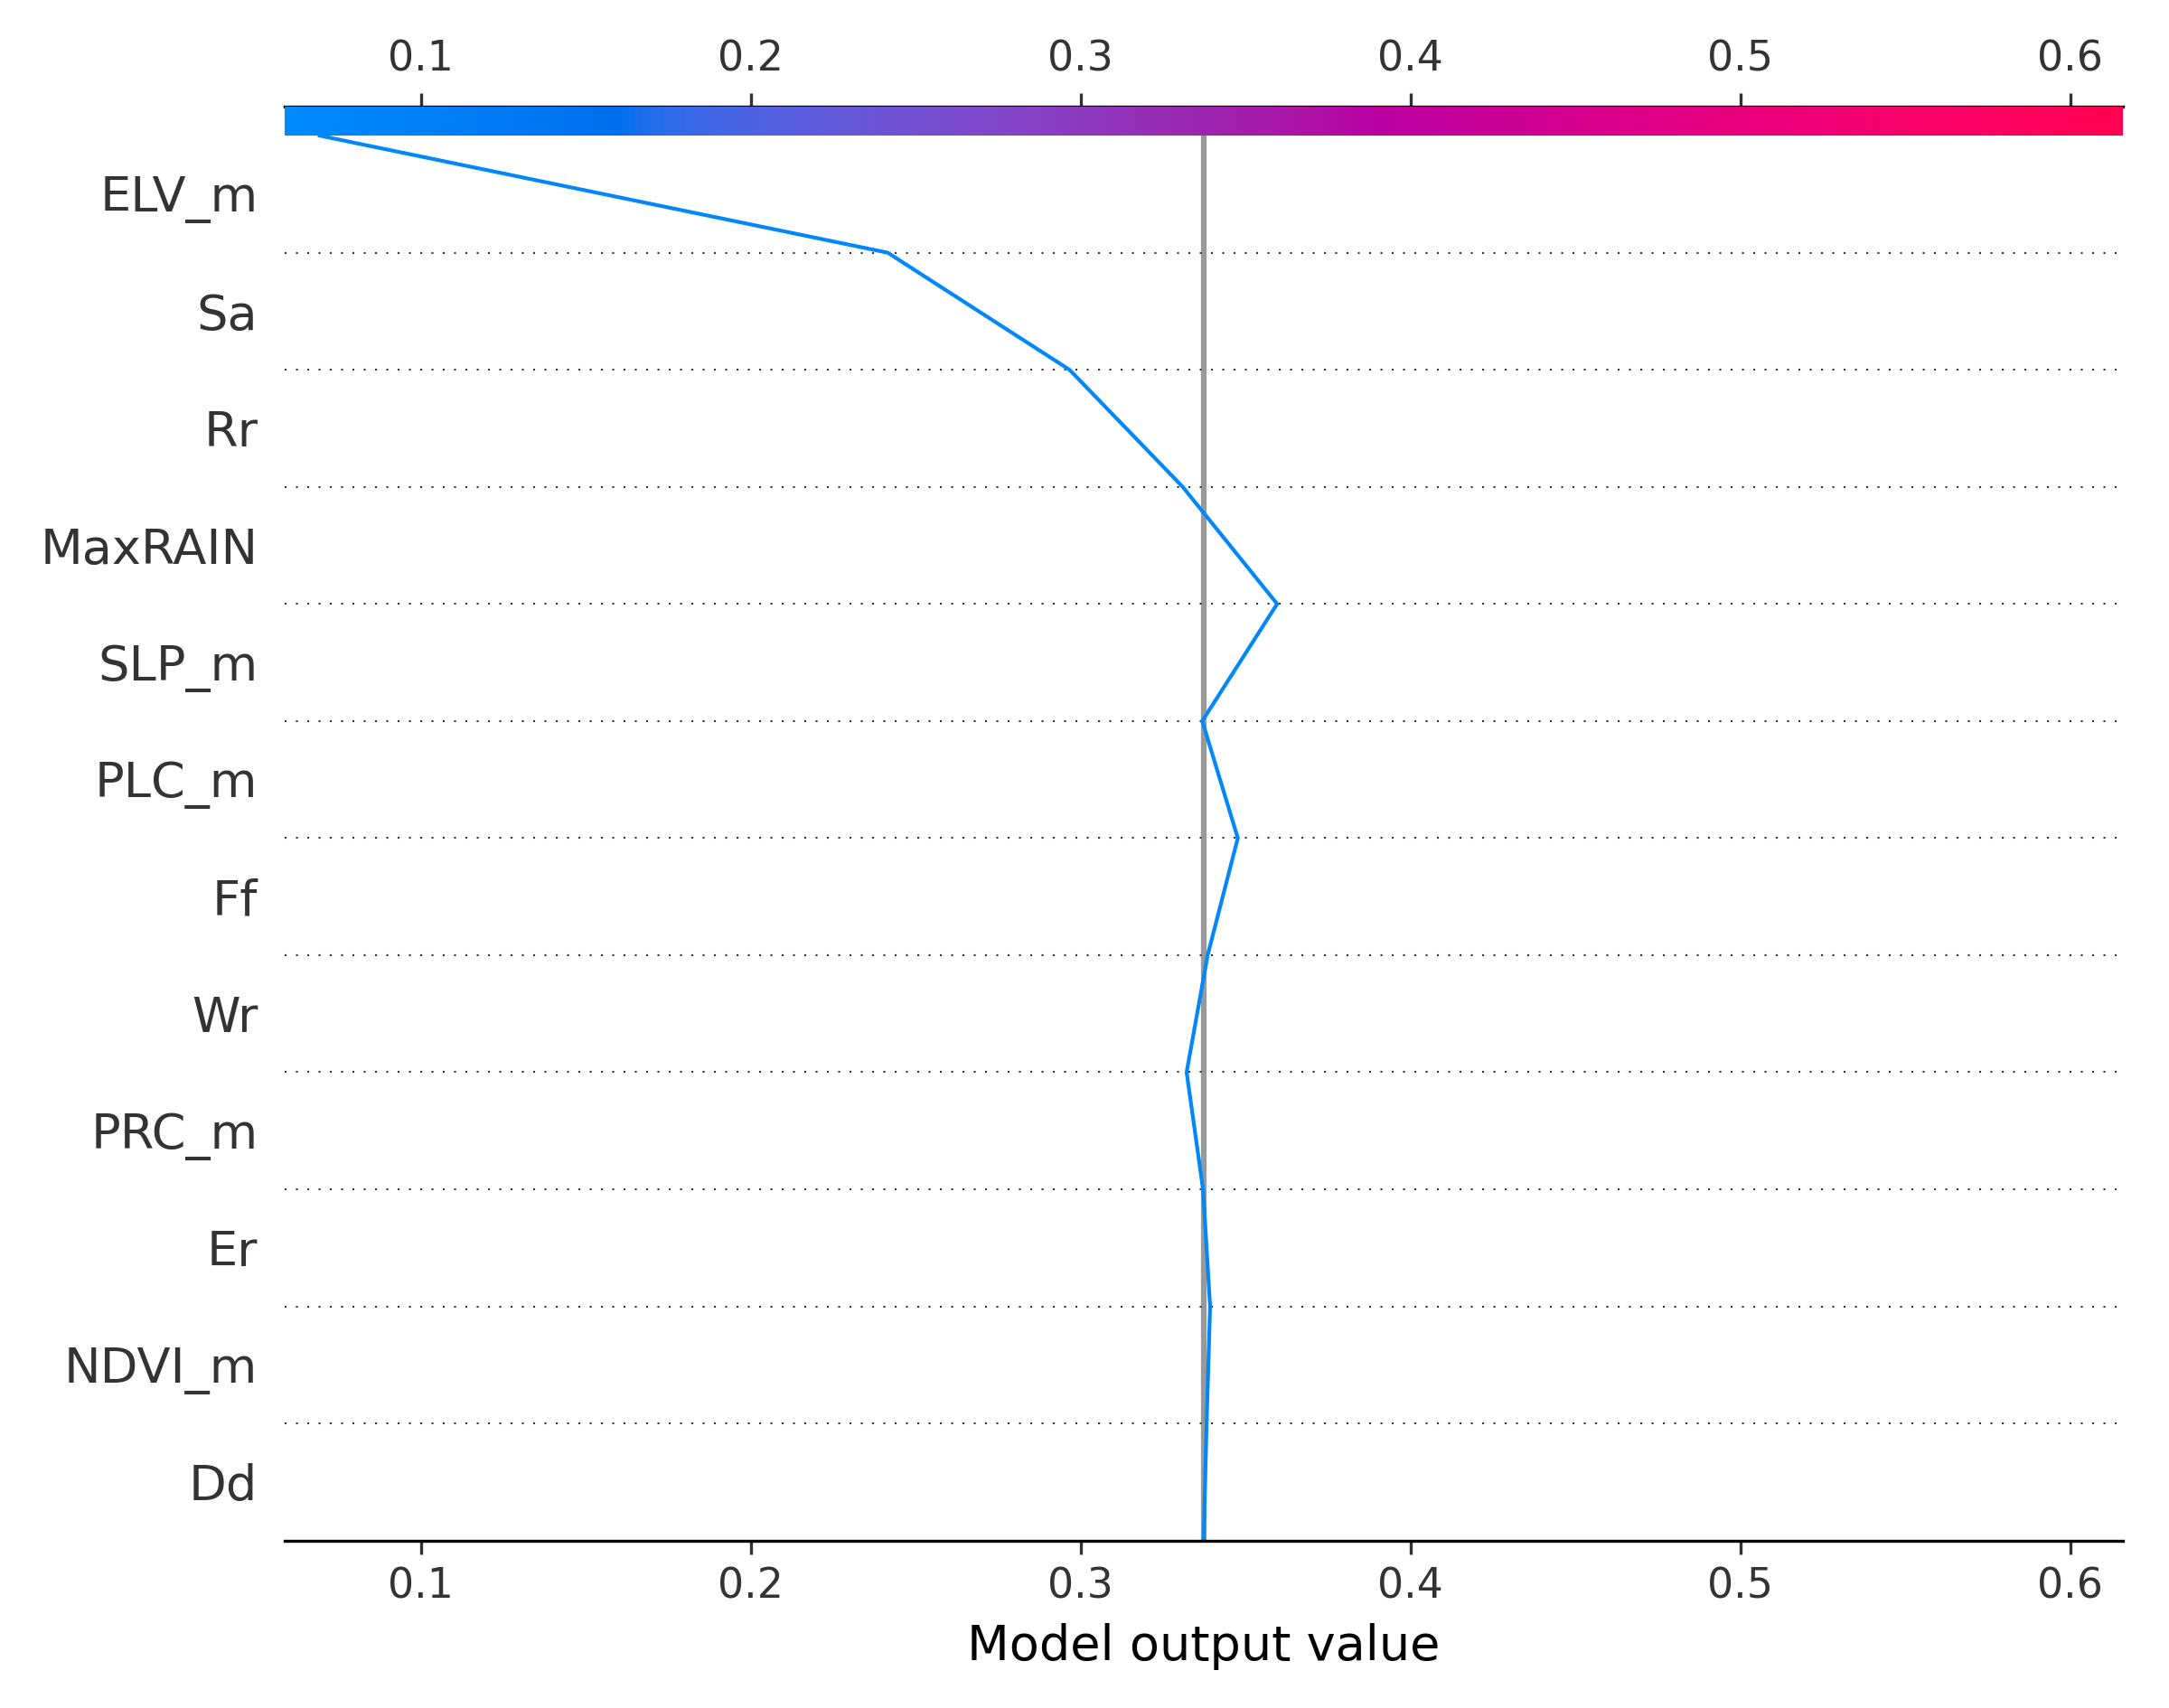 0.1 0.2 0.3 0.4 0.5 0.6
ELV_m
Sa
Rr
MaxRAIN
SLP_m
PLC_m
Ff
Wr
PRC_m
Er
NDVI_m
Dd
0.1 0.2 0.3 0.4 0.5 0.6
Model output value